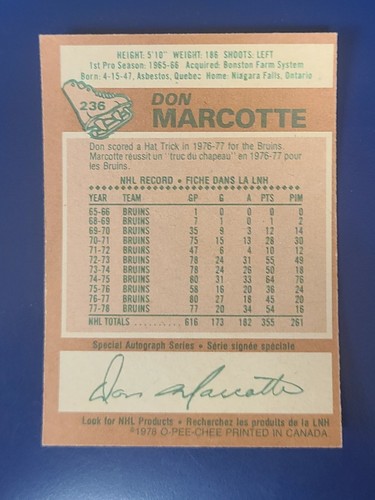 HEIGHT: 5'10" WEIGHT: 186 SHOOTS: LEFT
1st Pro Season: 1965-66 Acquired: Bonston Farm System
Born: 4-15-47, Asbestos, Quebec Home: Niagara Falls, Ontario
236
DON
MARCOTTE
Don scored a Hat Trick in 1976-77 for the Bruins.
Marcotte réussit un "truc du chapeau" en 1976-77 pour
les Bruins.
NHL RECORD • FICHE DANS LA LNH
YEAR TEAM GP G A PTS PIM
65-66 BRUINS 1 0 0 0 0
68-69 BRUINS 7 1 0 1 2
69-70 BRUINS 35 9 3 12 14
70-71 BRUINS 75 15 13 28 30
71-72 BRUINS 47 6 4 10 12
72-73 BRUINS 78 24 31 55 49
73-74 BRUINS 78 24 26 50 18
74-75 BRUINS 80 31 33 64 76
75-76 BRUINS 58 16 20 36 24
76-77 BRUINS 80 27 18 45 20
77-78 BRUINS 77 20 34 54 16
NHL TOTALS .......... 616 173 182 355 261
Special Autograph Series • Série signée spéciale
Don Marcotte
Look for NHL Products • Recherchez les produits de la LNH
©1978 O-PEE-CHEE PRINTED IN CANADA